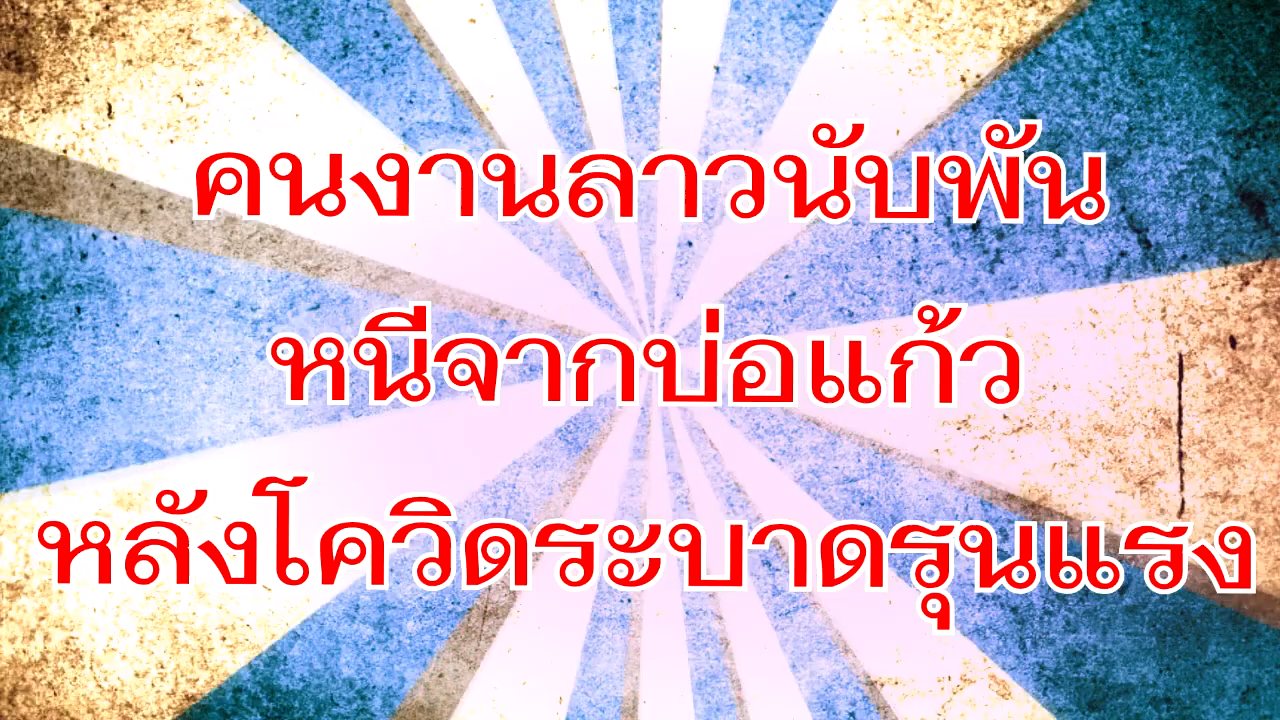 คนงานลาวนับพัน
หนีจากบ่อแก้ว
หลังโควิดระบาดรุนแรง